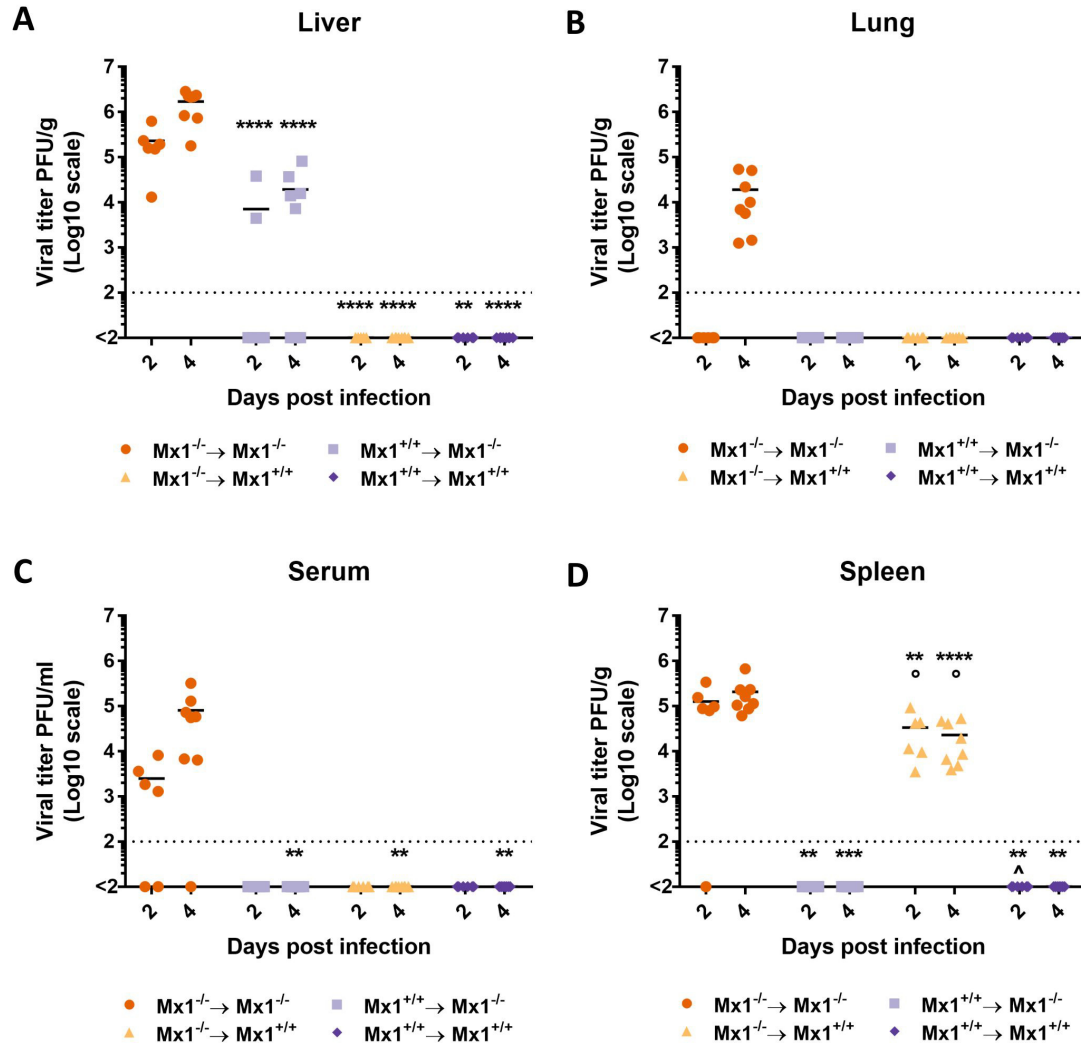 A
Liver
Viral titer PFU/g
(Log10 scale)
7
6
5
4
3
2
<2
**** ****
**** **** ** ****
2 4 2 4 2 4 2 4
Days post infection
Mx1-/-→ Mx1-/- Mx1+/+→ Mx1-/-
Mx1-/-→ Mx1+/+ Mx1+/+→ Mx1+/+
B
Lung
Viral titer PFU/g
(Log10 scale)
7
6
5
4
3
2
<2
2 4 2 4 2 4 2 4
Days post infection
Mx1-/-→ Mx1-/- Mx1+/+→ Mx1-/-
Mx1-/-→ Mx1+/+ Mx1+/+→ Mx1+/+
C
Serum
Viral titer PFU/ml
(Log10 scale)
7
6
5
4
3
2
<2
** ** **
2 4 2 4 2 4 2 4
Days post infection
Mx1-/-→ Mx1-/- Mx1+/+→ Mx1-/-
Mx1-/-→ Mx1+/+ Mx1+/+→ Mx1+/+
D
Spleen
Viral titer PFU/g
(Log10 scale)
7
6
5
4
3
2
<2
** ****
° °
** *** ** **
^
2 4 2 4 2 4 2 4
Days post infection
Mx1-/-→ Mx1-/- Mx1+/+→ Mx1-/-
Mx1-/-→ Mx1+/+ Mx1+/+→ Mx1+/+